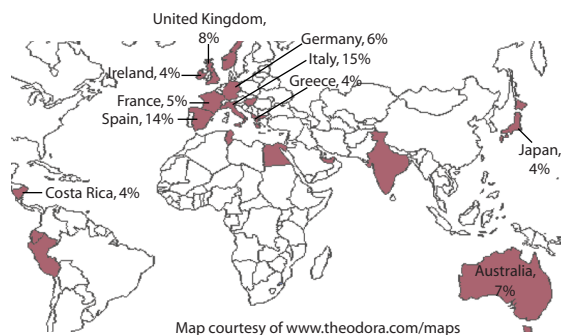 United Kingdom,
8%
Germany, 6%
Italy, 15%
Ireland, 4%
Greece, 4%
France, 5%
Spain, 14%
Japan,
4%
Costa Rica, 4%
Australia,
7%
Map courtesy of www.theodora.com/maps